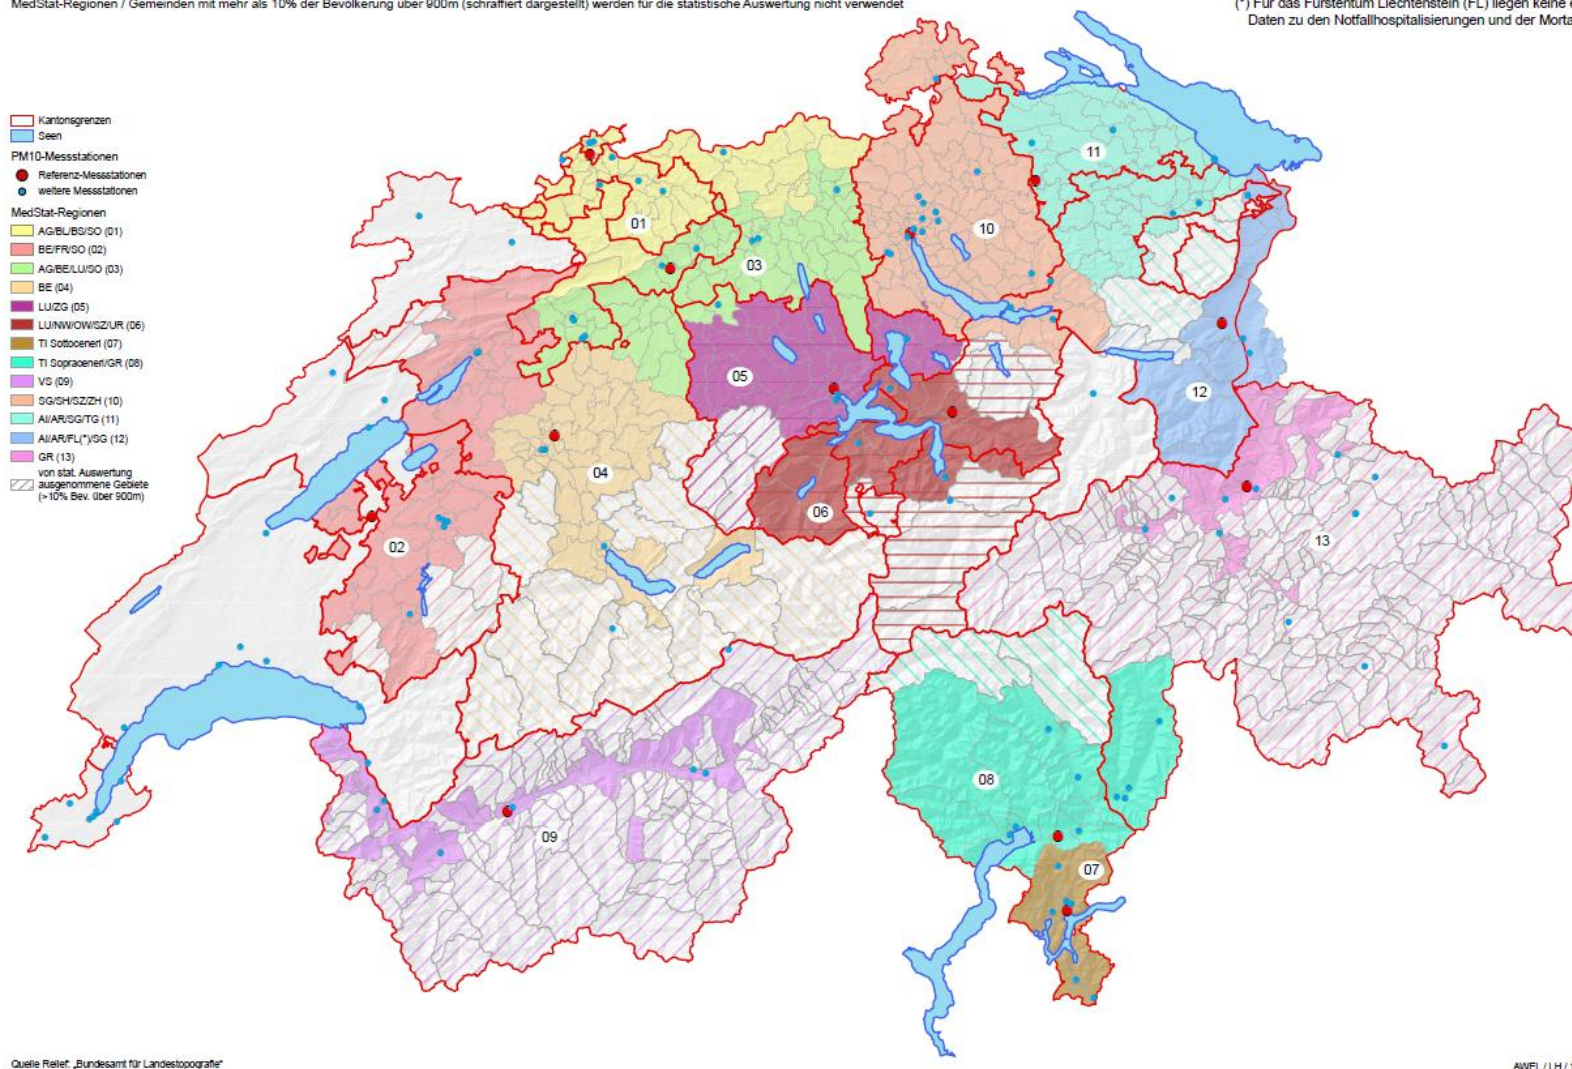 MedStat-Regionen / Gemeinden mit mehr als 10% der Bevölkerung über 900m (schraffiert dargestellt) werden für die statistische Auswertung nicht verwendet
(*) Für das Fürstentum Liechtenstein (FL) liegen keine
Daten zu den Notfallhospitalisierungen und der
Kantonsgrenzen
Seen
PM10-Messstationen
Referenz-Messstationen
weitere Messstationen
MedStat-Regionen
AG/BL/BS/SO (01)
BE/FR/SO (02)
AG/BE/LU/SO (03)
BE (04)
LU/ZG (05)
LU/NW/OW/SZ/UR (06)
TI Sottoceneri (07)
TI Sopraceneri/GR (08)
VS (09)
SG/SH/SZ/ZH (10)
AI/AR/SG/TG (11)
AI/AR/FL(*)/SG (12)
GR (13)
von stat. Auswertung
ausgenommene Gebiete
(>10% Bev. über 900m)
11
01
10
03
05
12
04
06
02
13
08
09
07
Quelle Relief: „Bundesamt für Landestopografie"
AWEL / LH /